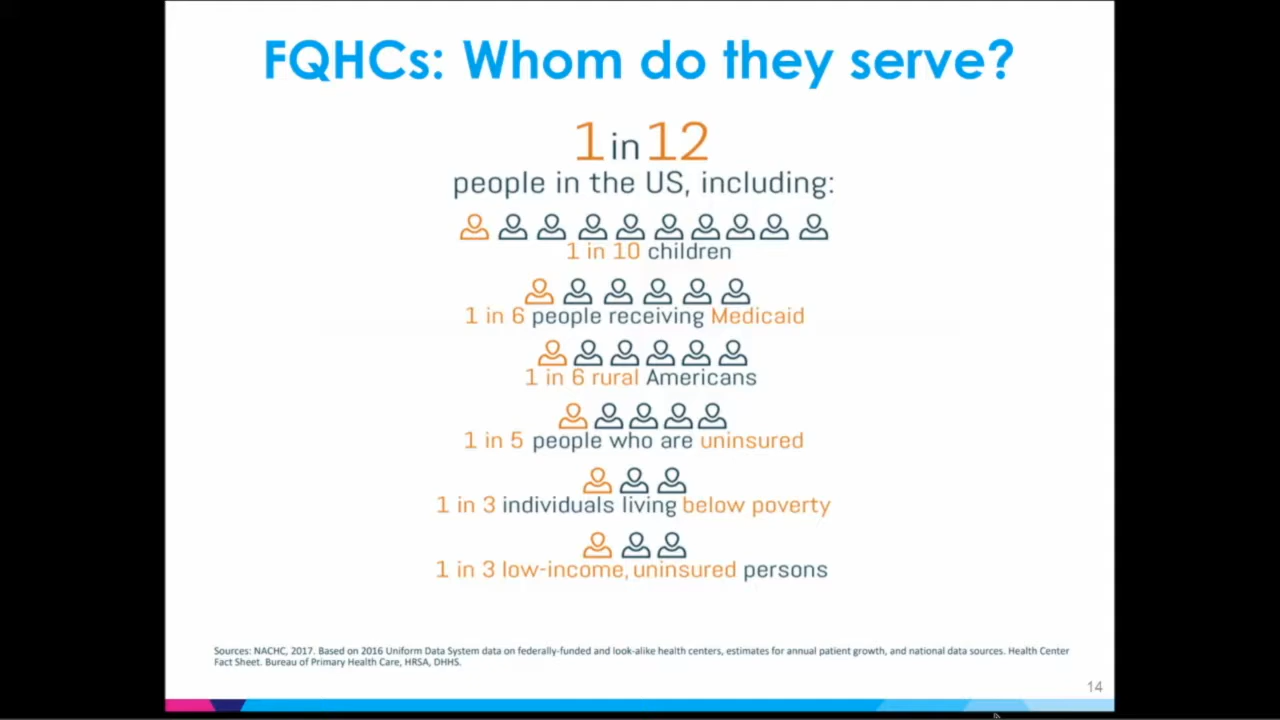 FQHCs: Whom do they serve?
1 in 12
people in the US, including:
1 in 10 children
1 in 6 people receiving Medicaid
1 in 6 rural Americans
1 in 5 people who are uninsured
1 in 3 individuals living below poverty
1 in 3 low-income, uninsured persons
Sources: NACHC, 2017. Based on 2016 Uniform Data System data on federally-funded and look-alike health centers, estimates for annual patient growth, and national data sources. Health Center
Fact Sheet. Bureau of Primary Health Care, HRSA, DHHS.
14